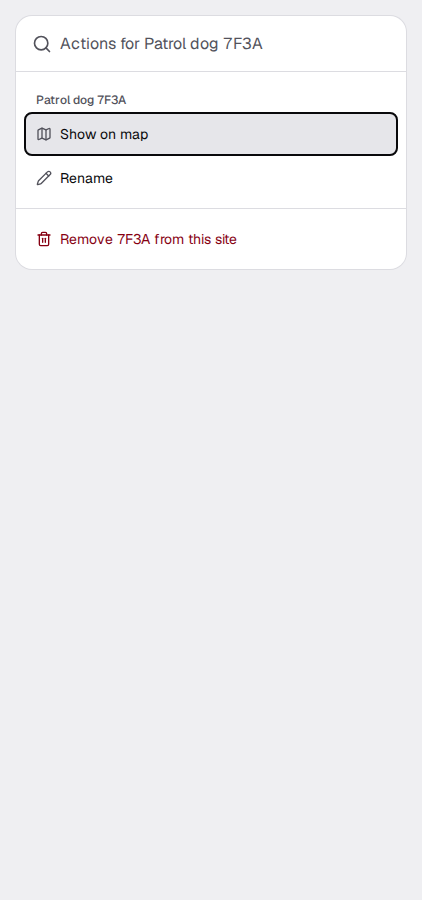 Actions for Patrol dog 7F3A
Patrol dog 7F3A
Show on map
Rename
Remove 7F3A from this site